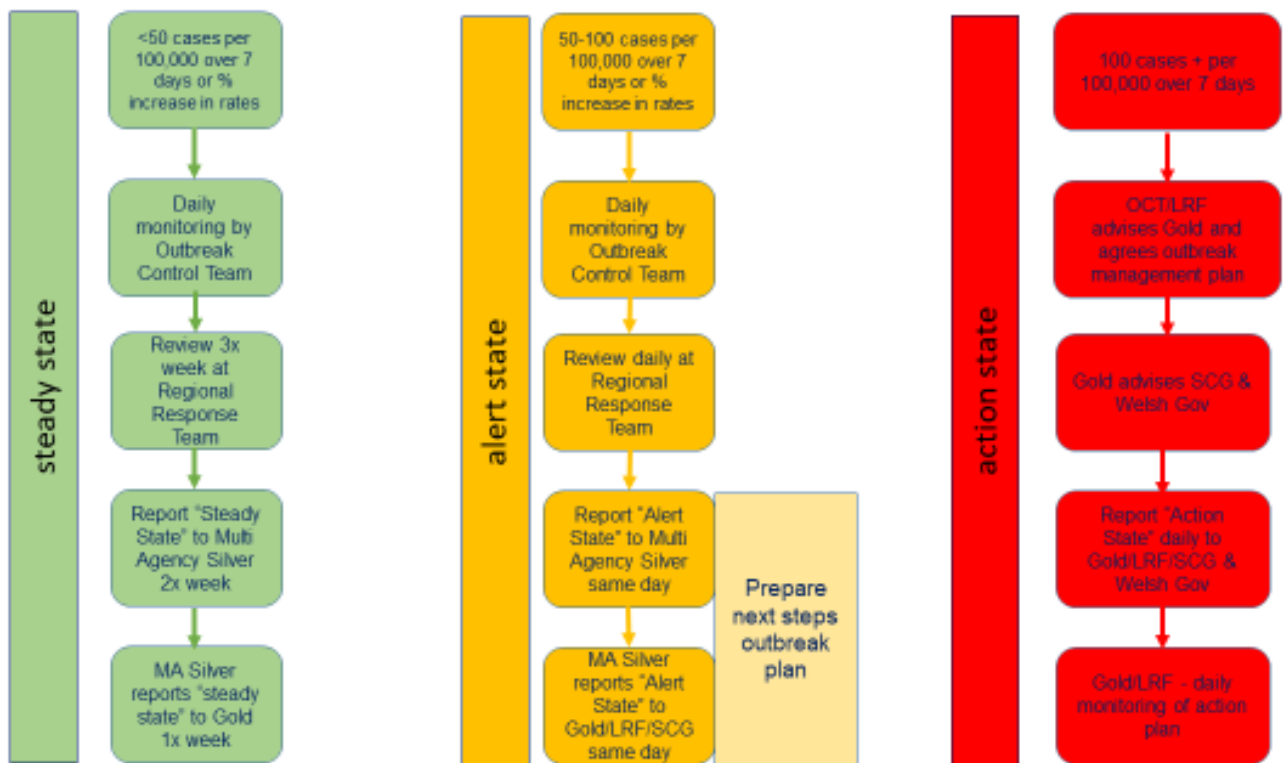 steady state
<50 cases per
100,000 over 7
days or %
increase in rates
Daily
monitoring by
Outbreak
Control Team
Review 3x
week at
Regional
Response
Team
Report "Steady
State" to Multi
Agency Silver
2x week
MA Silver
reports "steady
state" to Gold
1x week
alert state
50-100 cases per
100,000 over 7
days or %
increase in rates
Daily
monitoring by
Outbreak
Control Team
Review daily at
Regional
Response
Team
Report "Alert
State" to Multi
Agency Silver
same day
MA Silver
reports "Alert
State" to
Gold/LRF/SCG
same day
Prepare
next steps
outbreak
plan
action state
100 cases + per
100,000 over 7 days
OCT/LRF
advises Gold and
agrees outbreak
management plan
Gold advises SCG &
Welsh Gov
Report "Action
State" daily to
Gold/LRF/SCG &
Welsh Gov
Gold/LRF - daily
monitoring of action
plan